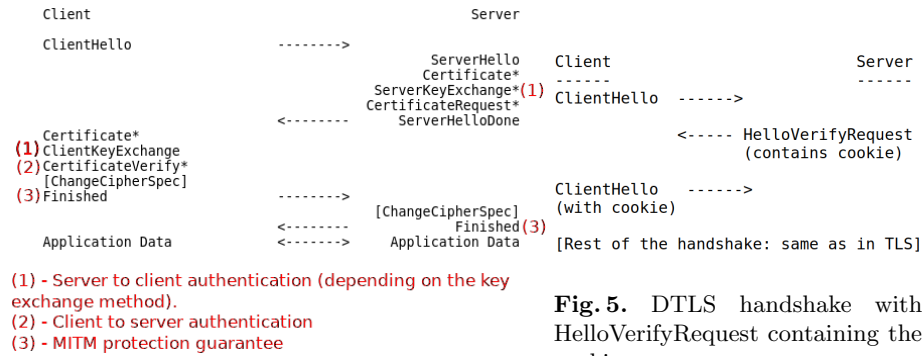 Client Server
ClientHello -------->
ServerHello
Certificate*
ServerKeyExchange*(1)
CertificateRequest*
<-------- ServerHelloDone
Certificate*
(1)ClientKeyExchange
(2)CertificateVerify*
[ChangeCipherSpec]
(3)Finished -------->
[ChangeCipherSpec]
<-------- Finished(3)
Application Data <-------> Application Data
(1) - Server to client authentication (depending on the key
exchange method).
(2) - Client to server authentication
(3) - MITM protection guarantee
Client Server
------ ------
ClientHello ------>
<----- HelloVerifyRequest
(contains cookie)
ClientHello ------>
(with cookie)
[Rest of the handshake: same as in TLS]
Fig. 5. DTLS handshake with
HelloVerifyRequest containing the